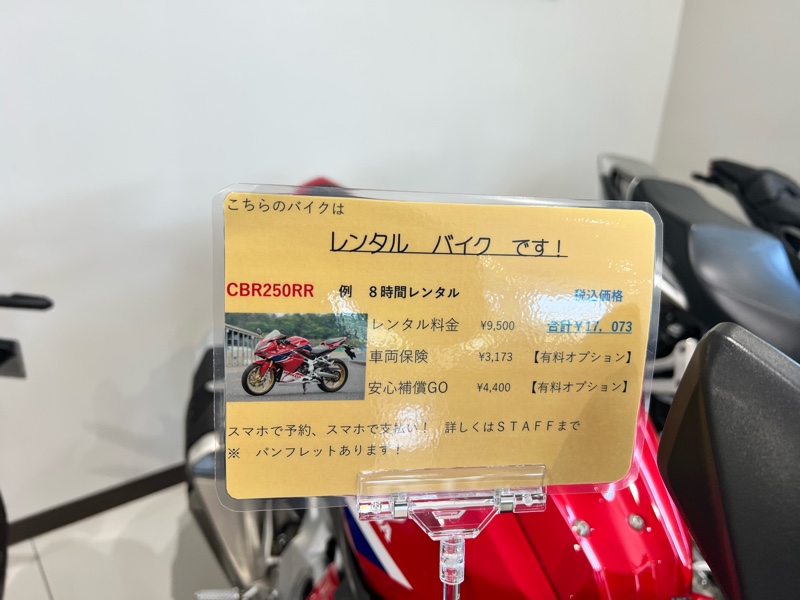 こちらのバイクは
レンタル バイク です！
CBR250RR 例 ８時間レンタル 税込価格
レンタル料金 ¥9,500 合計￥17，073
車両保険 ¥3,173 【有料オプション】
安心補償GO ¥4,400 【有料オプション】
スマホで予約、スマホで支払い！ 詳しくはＳＴＡＦＦまで
※ パンフレットあります！